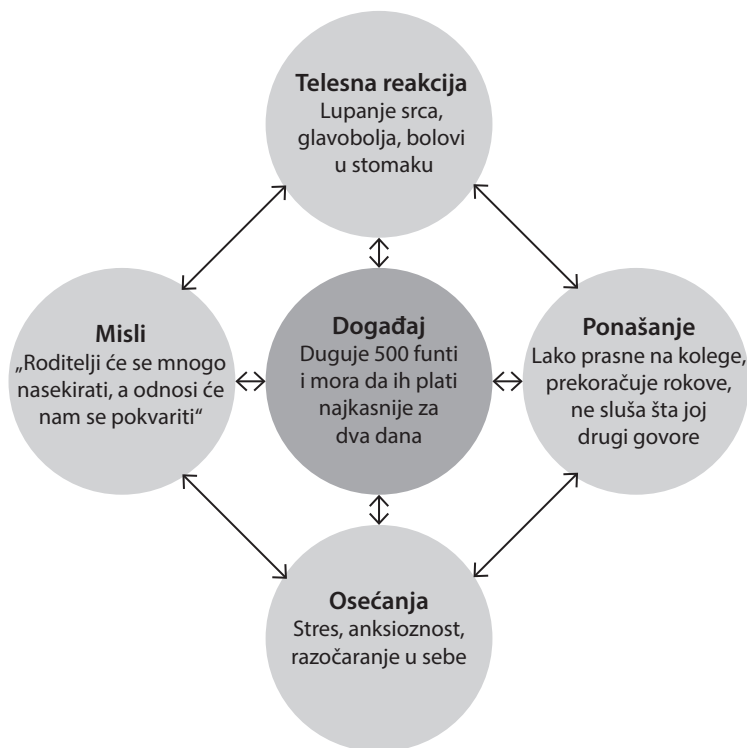 Telesna reakcija
Lupanje srca,
glavobolja, bolovi
u stomaku
Misli
„Roditelji će se mnogo
nasekirati, a odnosi će
nam se pokvariti“
Događaj
Duguje 500 funti
i mora da ih plati
najkasnije za
dva dana
Ponašanje
Lako prasne na kolege,
prekoračuje rokove,
ne sluša šta joj
drugi govore
Osećanja
Stres, anksioznost,
razočaranje u sebe